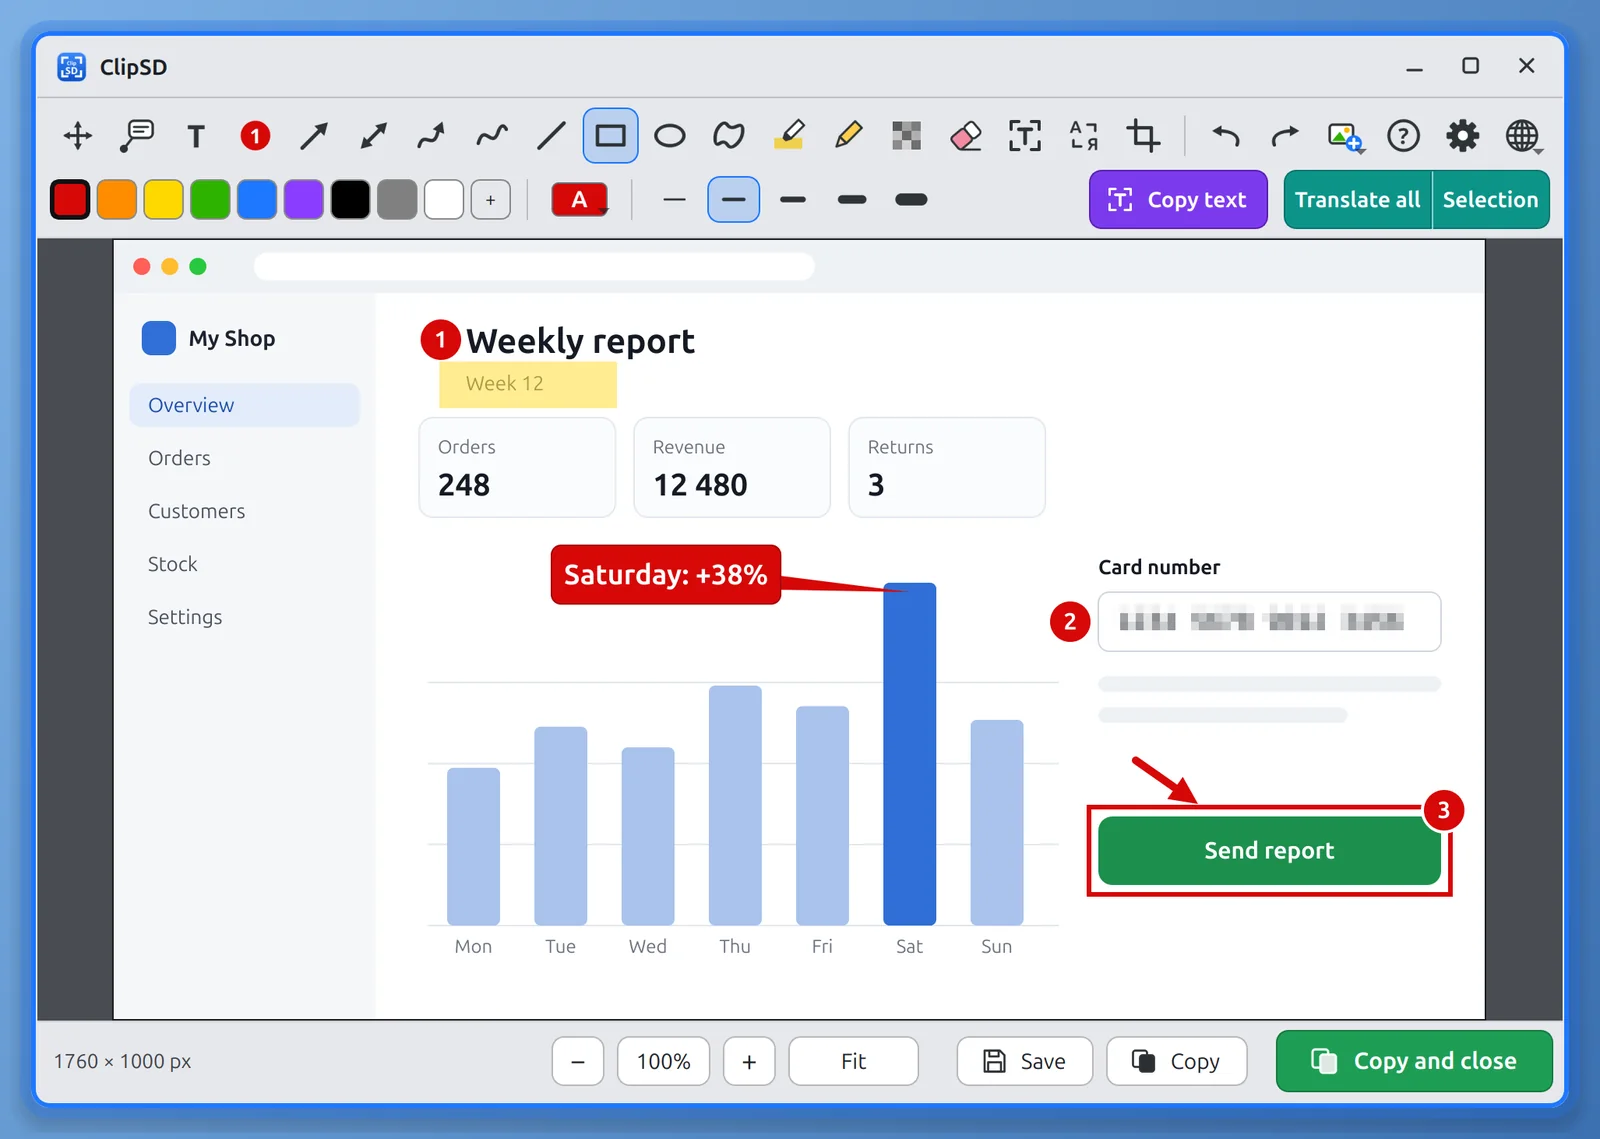 ClipSD
T 1 T A Я
A Copy text Translate all Selection
My Shop
Overview
Orders
Customers
Stock
Settings
1 Weekly report
Week 12
Orders Revenue Returns
248 12 480 3
Saturday: +38%
Mon Tue Wed Thu Fri Sat Sun
Card number
2
3
Send report
1760 × 1000 px − 100% + Fit Save Copy Copy and close